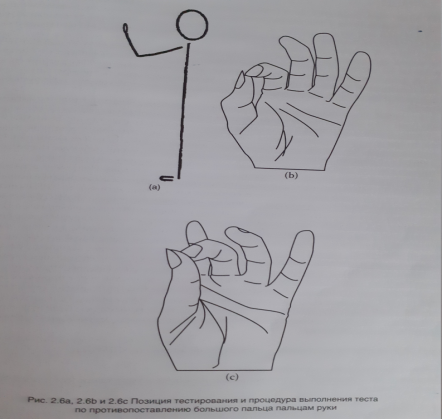 (a)
(b)
(c)
Рис. 2.6a, 2.6b и 2.6c Позиция тестирования и процедура выполнения теста
по противопоставлению большого пальца пальцам руки